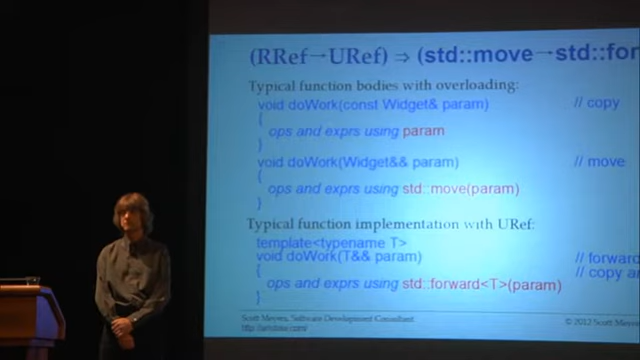 (RRef→URef) ⇒ (std::move→std::for
Typical function bodies with overloading:
void doWork(const Widget& param) // copy
{
ops and exprs using param
}
void doWork(Widget&& param) // move
{
ops and exprs using std::move(param)
}
Typical function implementation with URef:
template<typename T>
void doWork(T&& param) // forward
{ // copy a
ops and exprs using std::forward<T>(param)
}
Scott Meyers, Software Development Consultant
© 2012 Scott Meye